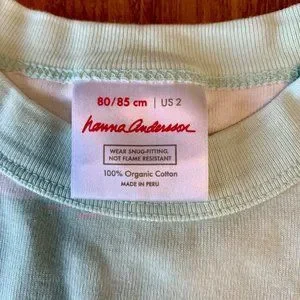 80/85 cm | US 2
hanna andersson
WEAR SNUG-FITTING.
NOT FLAME RESISTANT
100% Organic Cotton
MADE IN PERU